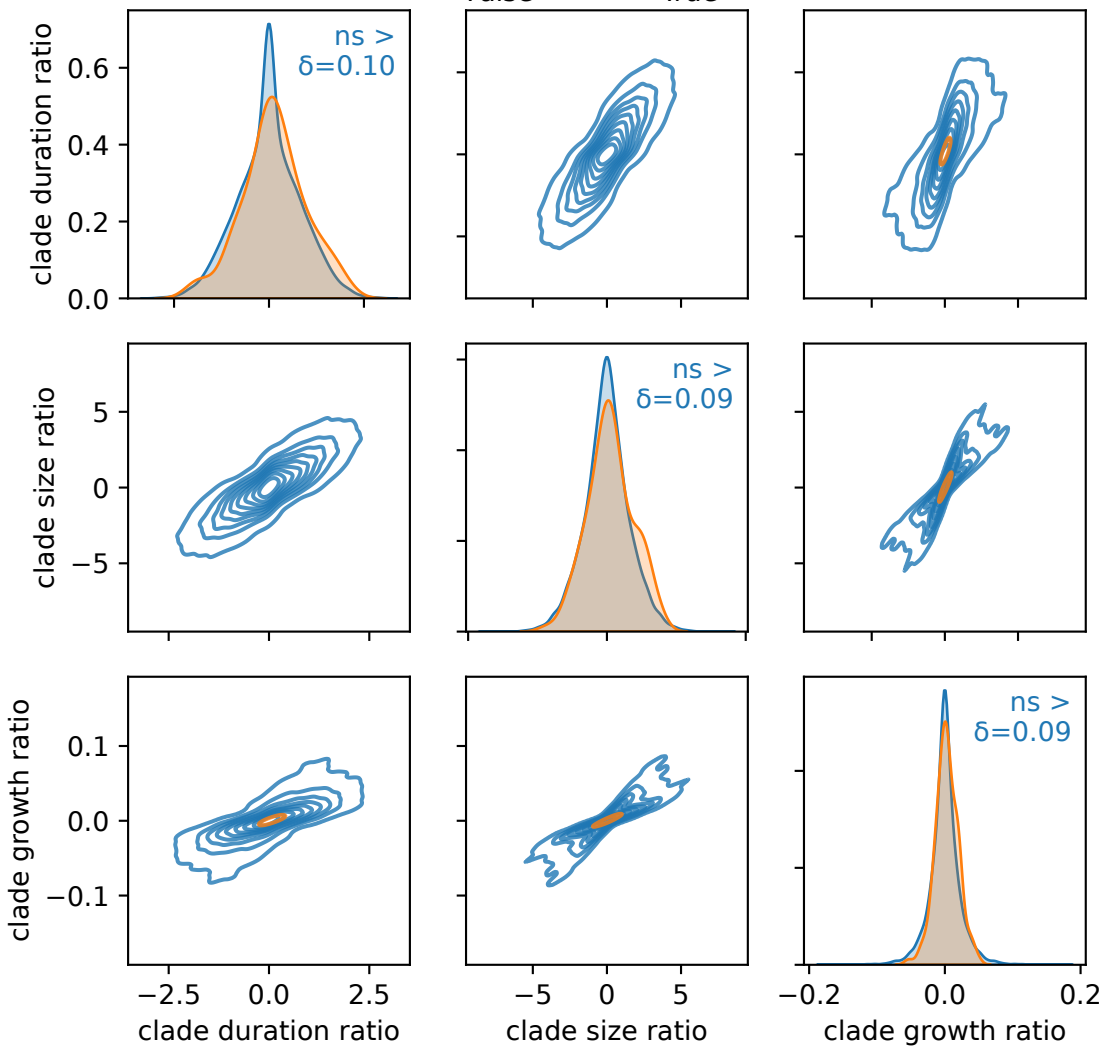 clade duration ratio
0.6
0.4
0.2
0.0
ns >
δ=0.10
clade size ratio
5
0
−5
ns >
δ=0.09
clade growth ratio
0.1
0.0
−0.1
ns >
δ=0.09
−2.5 0.0 2.5
−5 0 5
−0.2 0.0 0.2
clade duration ratio
clade size ratio
clade growth ratio